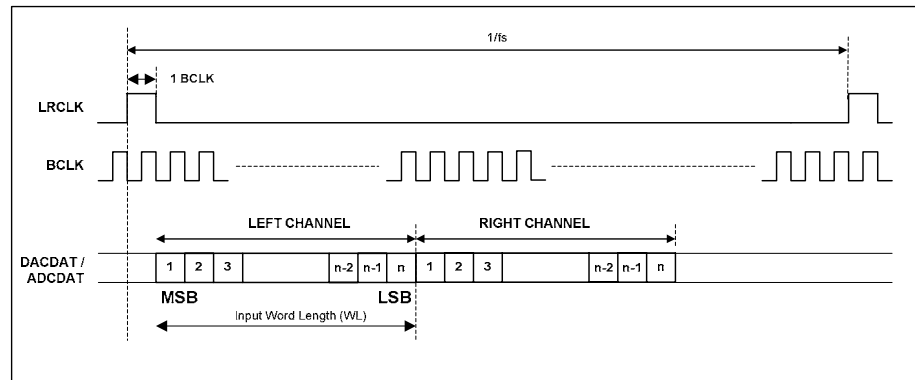 1/fs
1 BCLK
LRCLK
BCLK
LEFT CHANNEL RIGHT CHANNEL
DACDAT /
ADCDAT
1 2 3 n-2 n-1 n 1 2 3 n-2 n-1 n
MSB LSB
Input Word Length (WL)